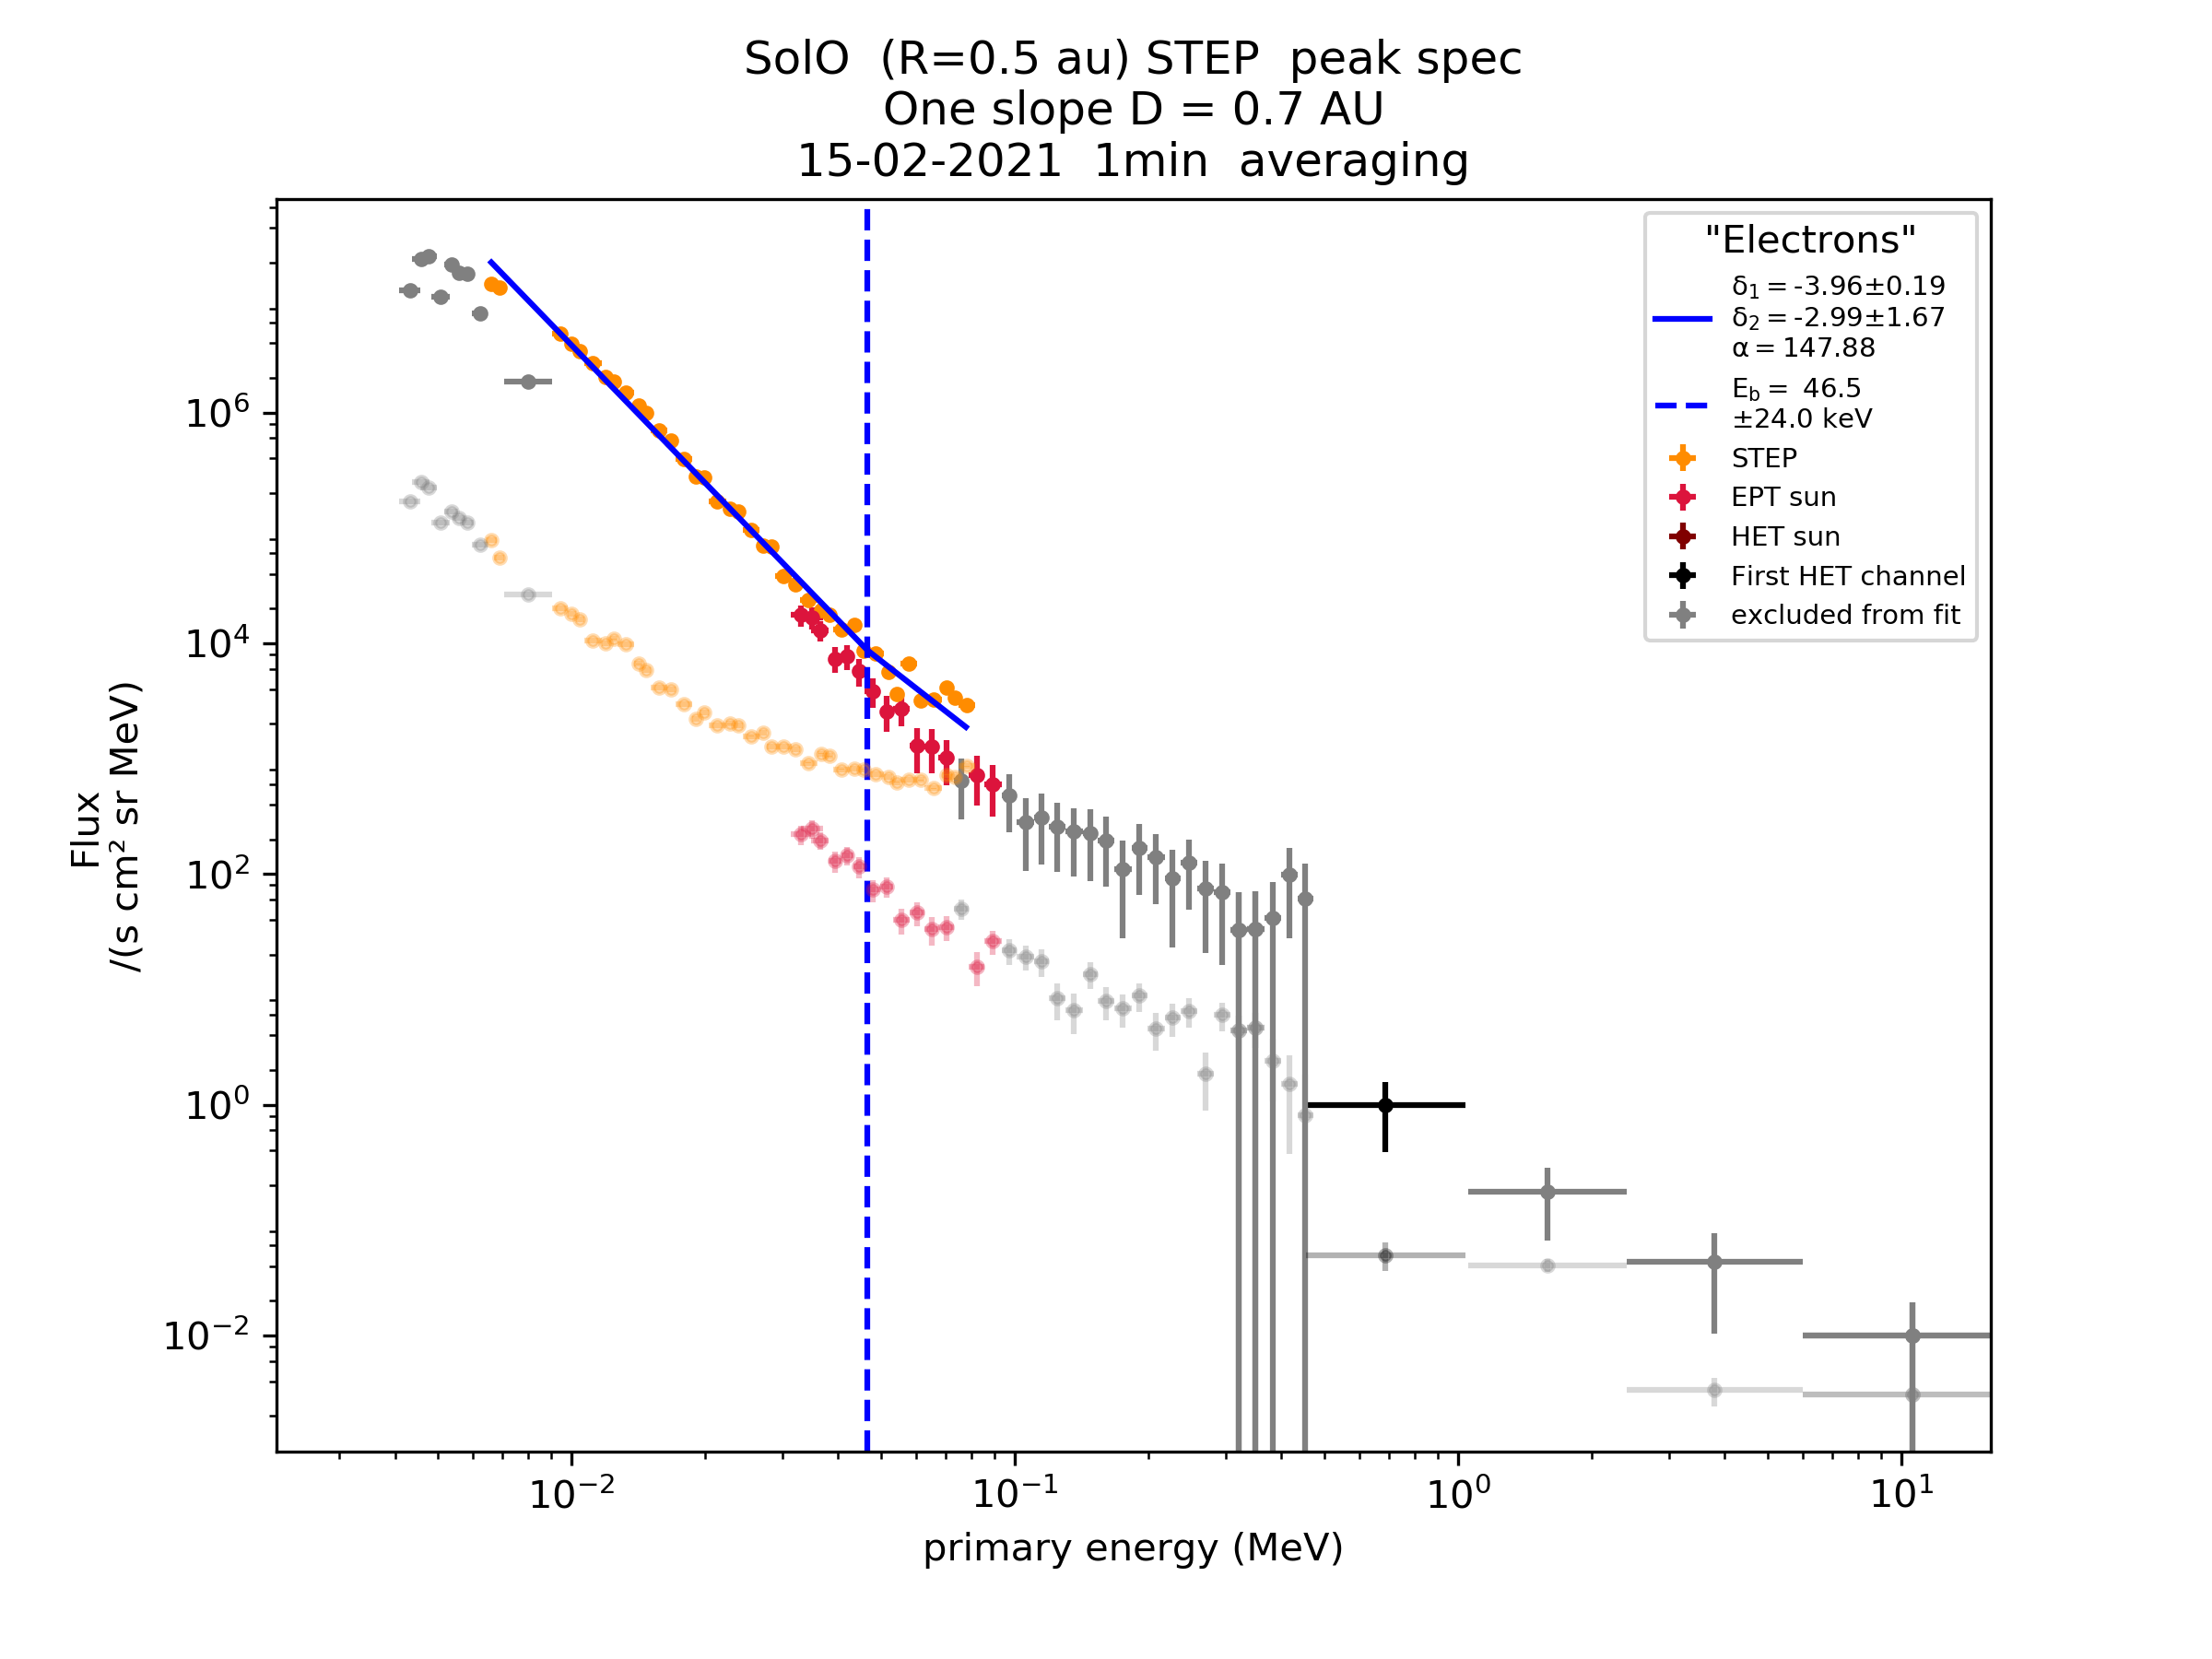 SolO (R=0.5 au) STEP peak spec
One slope D = 0.7 AU
15-02-2021 1min averaging
"Electrons"
δ₁ = -3.96±0.19
δ₂ = -2.99±1.67
α = 147.88
E_b = 46.5
±24.0 keV
STEP
EPT sun
HET sun
First HET channel
excluded from fit
Flux
/(s cm² sr MeV)
10⁶
10⁴
10²
10⁰
10⁻²
10⁻²
10⁻¹
10⁰
10¹
primary energy (MeV)